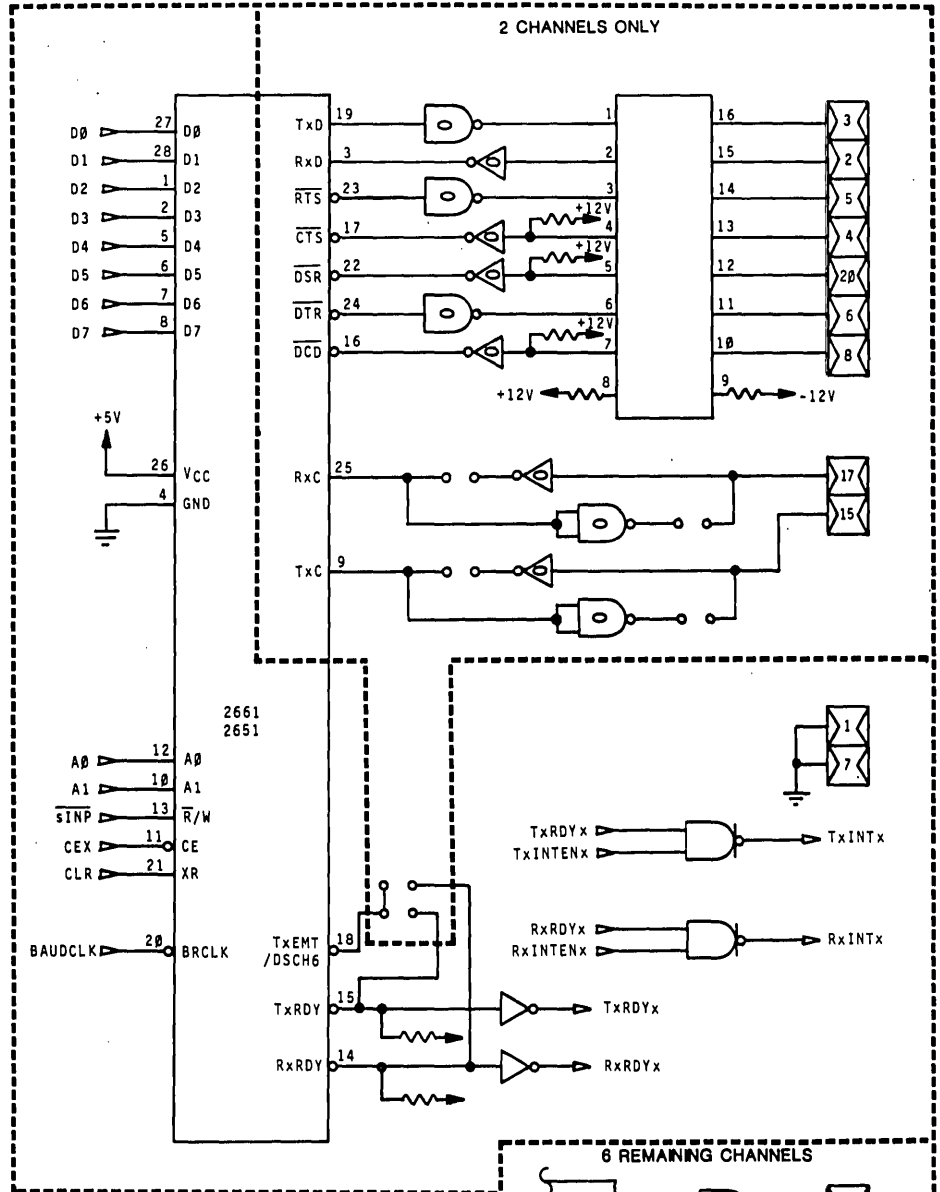 2 CHANNELS ONLY
TxD 19 1 16 3
D0 27 D0
D1 28 D1
RxD 3 2 15 2
D2 1 D2
RTS 23 3 14 5
D3 2 D3
+12V
D4 5 D4
CTS 17 4 13 4
+12V
D5 6 D5
DSR 22 5 12 20
D6 7 D6
DTR 24 6 11 6
D7 8 D7
+12V
DCD 16 7 10 8
+12V 8 9 -12V
+5V
26 VCC
RxC 25 17
4 GND
15
TxC 9
2661
2651
1
7
A0 12 A0
A1 10 A1
sINP 13 R/W
CEX 11 CE
CLR 21 XR
TxRDYx
TxINTENx
TxINTx
RxRDYx
RxINTENx
RxINTx
BAUDCLK 20 BRCLK
TxEMT 18
/DSCH6
TxRDY 15 TxRDYx
RxRDY 14 RxRDYx
6 REMAINING CHANNELS